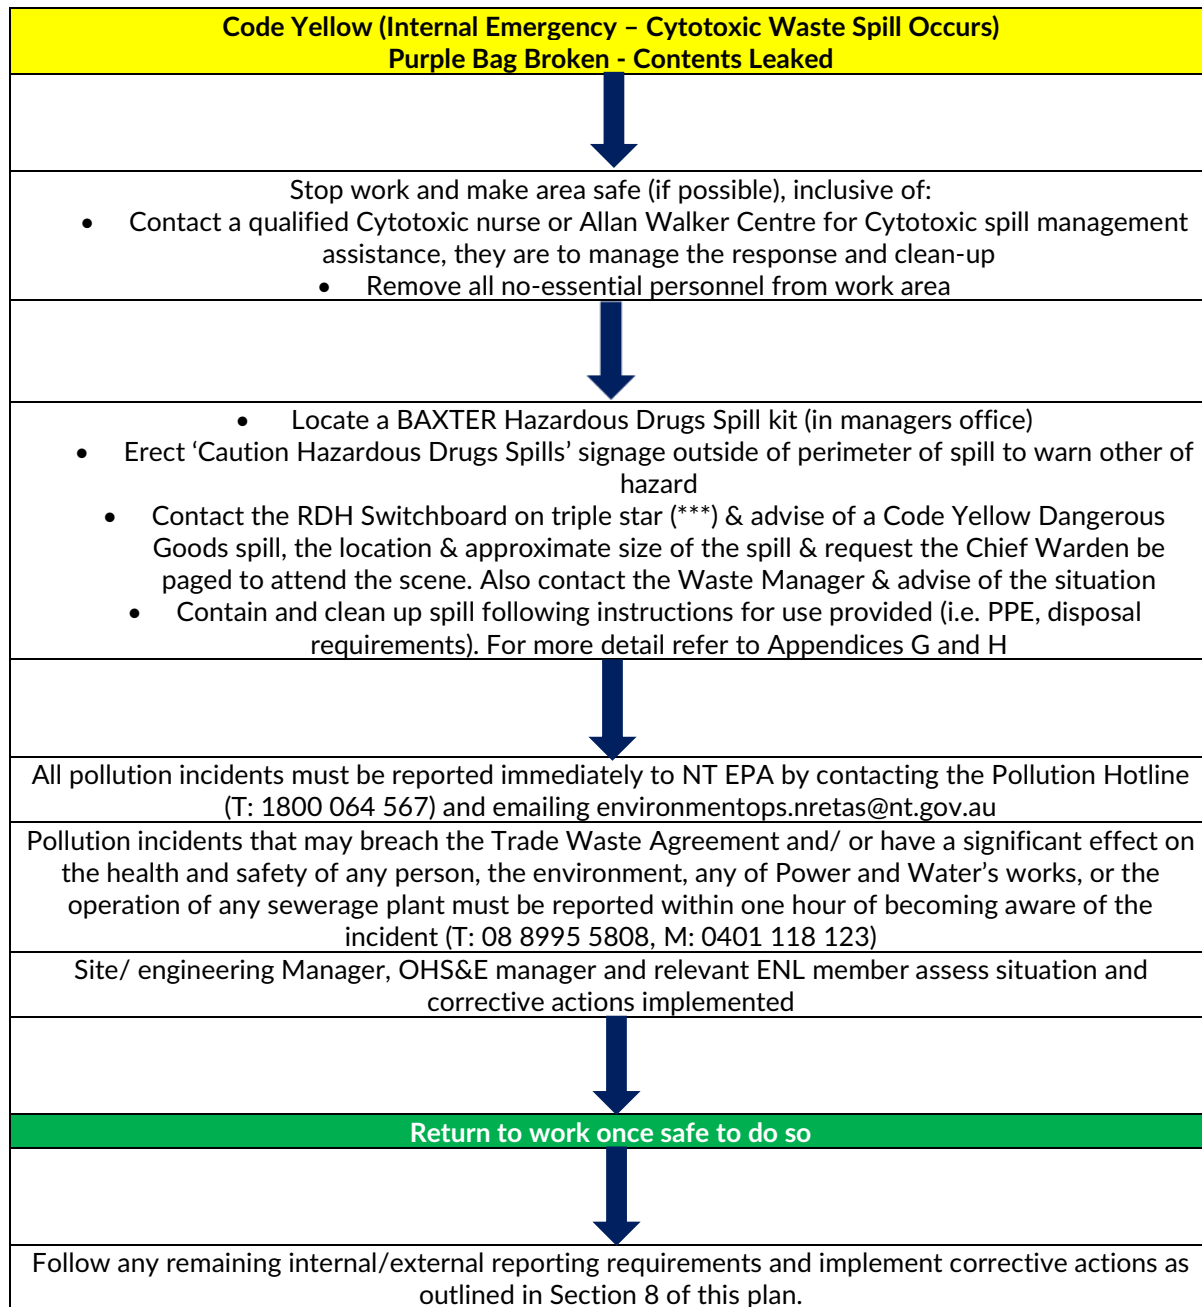 Code Yellow (Internal Emergency – Cytotoxic Waste Spill Occurs)
Purple Bag Broken - Contents Leaked
Stop work and make area safe (if possible), inclusive of:
• Contact a qualified Cytotoxic nurse or Allan Walker Centre for Cytotoxic spill management
assistance, they are to manage the response and clean-up
• Remove all no-essential personnel from work area
• Locate a BAXTER Hazardous Drugs Spill kit (in managers office)
• Erect ‘Caution Hazardous Drugs Spills’ signage outside of perimeter of spill to warn other of
hazard
• Contact the RDH Switchboard on triple star (***) & advise of a Code Yellow Dangerous
Goods spill, the location & approximate size of the spill & request the Chief Warden be
paged to attend the scene. Also contact the Waste Manager & advise of the situation
• Contain and clean up spill following instructions for use provided (i.e. PPE, disposal
requirements). For more detail refer to Appendices G and H
All pollution incidents must be reported immediately to NT EPA by contacting the Pollution Hotline
(T: 1800 064 567) and emailing environmentops.nretas@nt.gov.au
Pollution incidents that may breach the Trade Waste Agreement and/ or have a significant effect on
the health and safety of any person, the environment, any of Power and Water’s works, or the
operation of any sewerage plant must be reported within one hour of becoming aware of the
incident (T: 08 8995 5808, M: 0401 118 123)
Site/ engineering Manager, OHS&E manager and relevant ENL member assess situation and
corrective actions implemented
Return to work once safe to do so
Follow any remaining internal/external reporting requirements and implement corrective actions as
outlined in Section 8 of this plan.